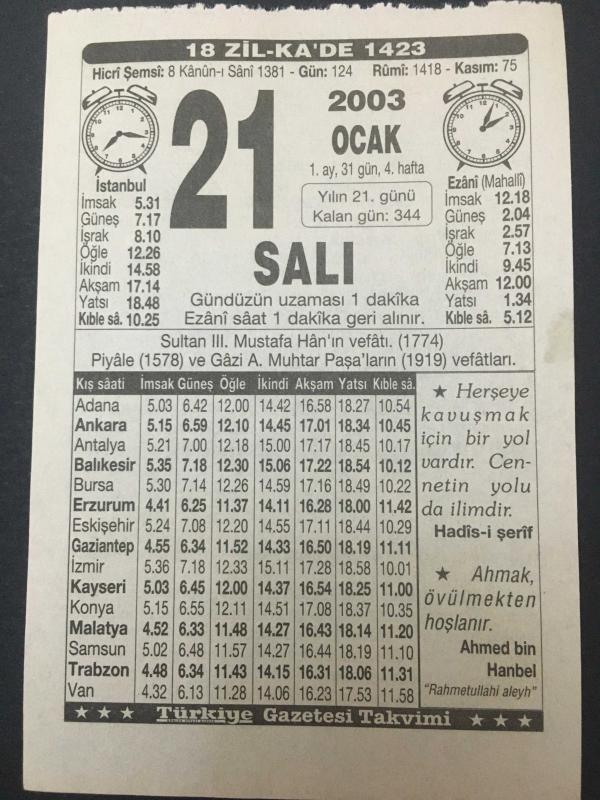 18 ZİL-KA'DE 1423
Hicrî Şemsî: 8 Kânûn-ı Sânî 1381 - Gün: 124 Rûmî: 1418 - Kasım: 75
21
2003
OCAK
1. ay, 31 gün, 4. hafta
Yılın 21. günü
Kalan gün: 344
SALI
Gündüzün uzaması 1 dakîka
Ezânî sâat 1 dakîka geri alınır.
İstanbul
İmsak 5.31
Güneş 7.17
Işrak 8.10
Öğle 12.26
İkindi 14.58
Akşam 17.14
Yatsı 18.48
Kıble sâ. 10.25
Ezânî (Mahallî)
İmsak 12.18
Güneş 2.04
Işrak 2.57
Öğle 7.13
İkindi 9.45
Akşam 12.00
Yatsı 1.34
Kıble sâ. 5.12
Sultan III. Mustafa Hân'ın vefâtı. (1774)
Piyâle (1578) ve Gâzi A. Muhtar Paşa'ların (1919) vefâtları.
Kış sâati İmsak Güneş Öğle İkindi Akşam Yatsı Kıble sâ.
Adana 5.03 6.42 12.00 14.42 16.58 18.27 10.54
Ankara 5.15 6.59 12.10 14.45 17.01 18.34 10.45
Antalya 5.21 7.00 12.18 15.00 17.17 18.45 10.17
Balıkesir 5.35 7.18 12.30 15.06 17.22 18.54 10.12
Bursa 5.30 7.14 12.26 14.59 17.16 18.49 10.22
Erzurum 4.41 6.25 11.37 14.11 16.28 18.00 11.42
Eskişehir 5.24 7.08 12.20 14.55 17.11 18.44 10.29
Gaziantep 4.55 6.34 11.52 14.33 16.50 18.19 11.11
İzmir 5.36 7.18 12.33 15.11 17.28 18.58 10.01
Kayseri 5.03 6.45 12.00 14.37 16.54 18.25 11.00
Konya 5.15 6.55 12.11 14.51 17.08 18.37 10.35
Malatya 4.52 6.33 11.48 14.27 16.43 18.14 11.20
Samsun 5.02 6.48 11.57 14.27 16.44 18.19 11.10
Trabzon 4.48 6.34 11.43 14.15 16.31 18.06 11.31
Van 4.32 6.13 11.28 14.06 16.23 17.53 11.58
★ Herşeye
kavuşmak
için bir yol
vardır. Cen-
netin yolu
da ilimdir.
Hadîs-i şerîf
★ Ahmak,
övülmekten
hoşlanır.
Ahmed bin
Hanbel
"Rahmetullahi aleyh"
★ ★ ★ Türkiye Gazetesi Takvimi ★ ★ ★